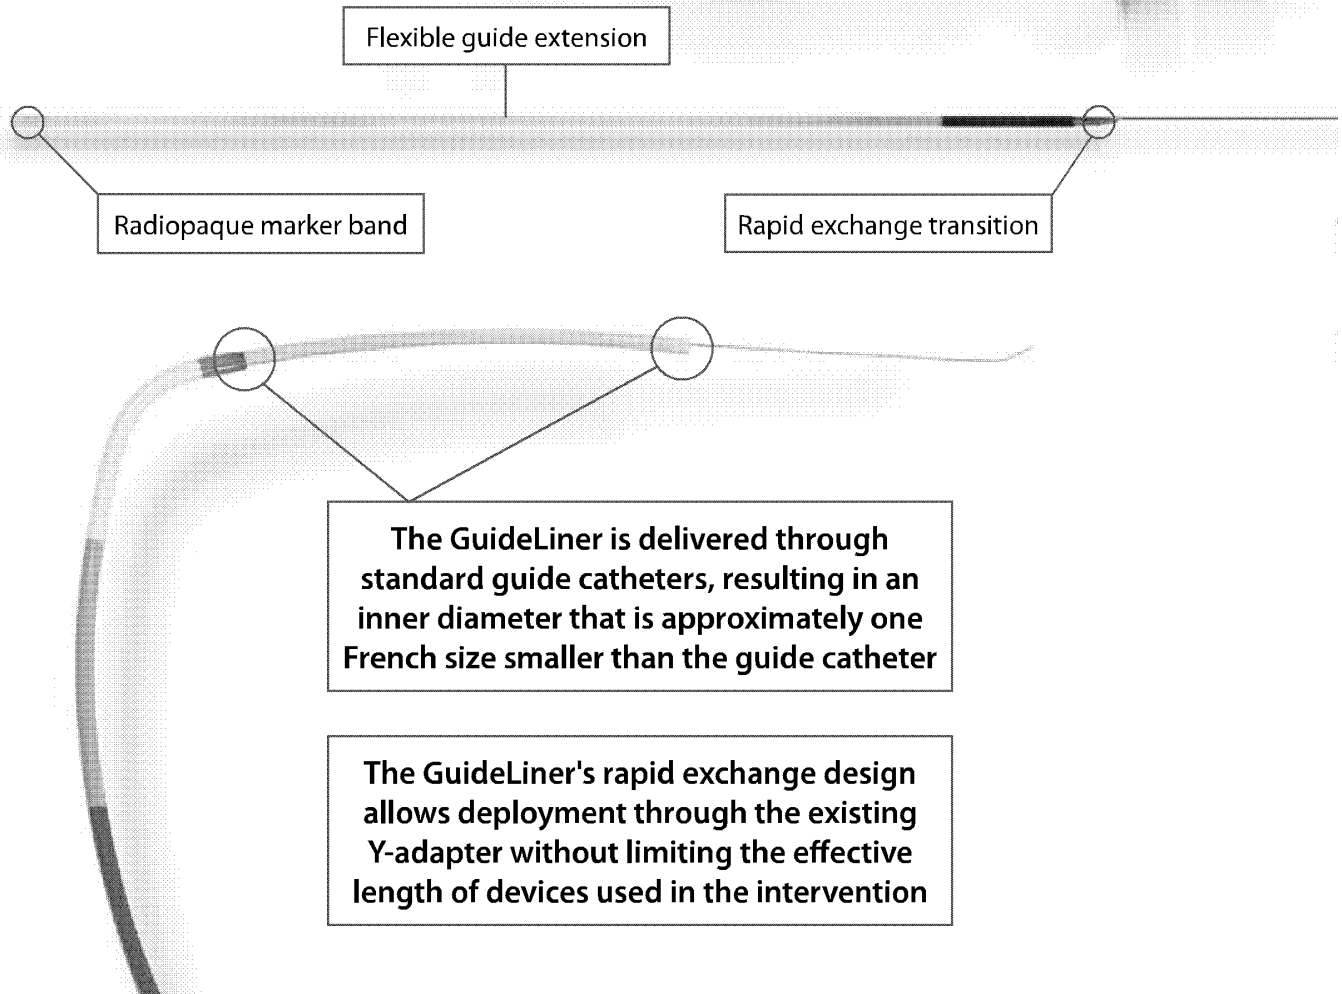 Flexible guide extension
Radiopaque marker band
Rapid exchange transition
The GuideLiner is delivered through
standard guide catheters, resulting in an
inner diameter that is approximately one
French size smaller than the guide catheter
The GuideLiner's rapid exchange design
allows deployment through the existing
Y-adapter without limiting the effective
length of devices used in the intervention